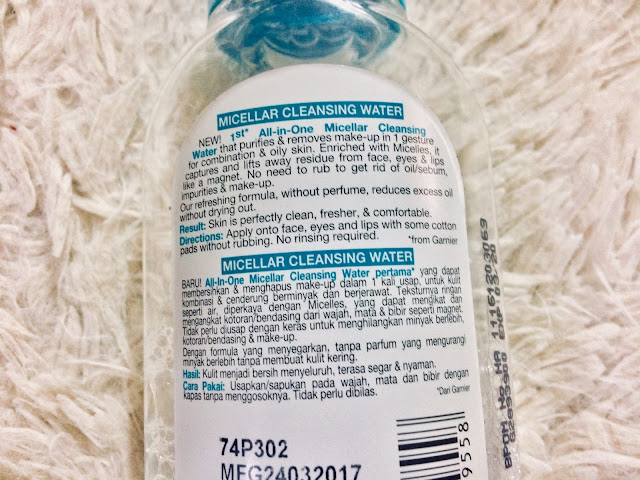 MICELLAR CLEANSING WATER
NEW! 1st* All-in-One Micellar Cleansing
Water that purifies & removes make-up in 1 gesture
for combination & oily skin. Enriched with Micelles, it
captures and lifts away residue from face, eyes & lips
like a magnet. No need to rub to get rid of oil/sebum,
impurities & make-up.
Our refreshing formula, without perfume, reduces excess oil
without drying out.
Result: Skin is perfectly clean, fresher, & comfortable.
Directions: Apply onto face, eyes and lips with some cotton
pads without rubbing. No rinsing required.
*from Garnier
MICELLAR CLEANSING WATER
BARU! All-In-One Micellar Cleansing Water pertama* yang dapat
membersihkan & menghapus make-up dalam 1 kali usap, untuk kulit
kombinasi & cenderung berminyak dan berjerawat. Teksturnya ringan
seperti air, diperkaya dengan Micelles, yang dapat mengikat dan
mengangkat kotoran/bendasing dari wajah, mata & bibir seperti magnet.
Tidak perlu diusap dengan keras untuk menghilangkan minyak berlebih,
kotoran/bendasing & make-up.
Dengan formula yang menyegarkan, tanpa parfum yang mengurangi
minyak berlebih tanpa membuat kulit kering.
Hasil: Kulit menjadi bersih menyeluruh, terasa segar & nyaman.
Cara Pakai: Usapkan/sapukan pada wajah, mata dan bibir dengan
kapas tanpa menggosoknya. Tidak perlu dibilas.
*Dari Garnier
74P302
MFG24032017
9558
BPOM No HA
EXP